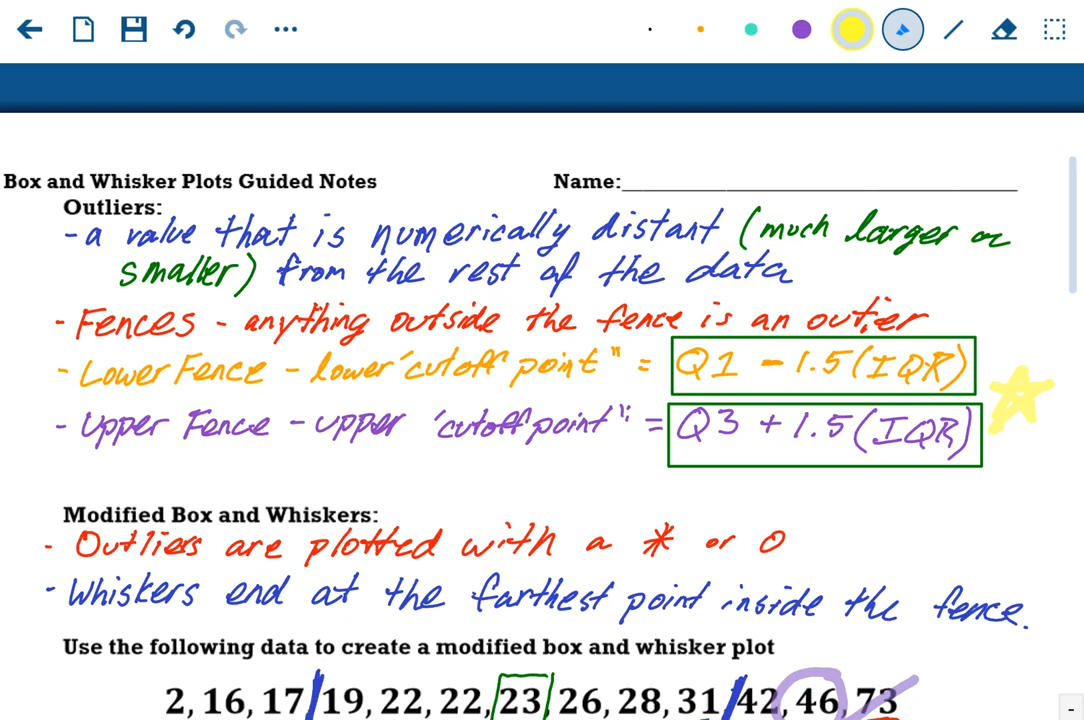 Box and Whisker Plots Guided Notes Name:
Outliers:
- a value that is numerically distant (much larger or
smaller) from the rest of the data
- Fences - anything outside the fence is an outier
- Lower Fence - lower "cutoff point" = Q1 - 1.5(IQR)
- Upper Fence - upper "cutoff point" = Q3 + 1.5(IQR)
Modified Box and Whiskers:
- Outliers are plotted with a * or O
- Whiskers end at the farthest point inside the fence.
Use the following data to create a modified box and whisker plot
2, 16, 17, 19, 22, 22, 23, 26, 28, 31, 42, 46, 73